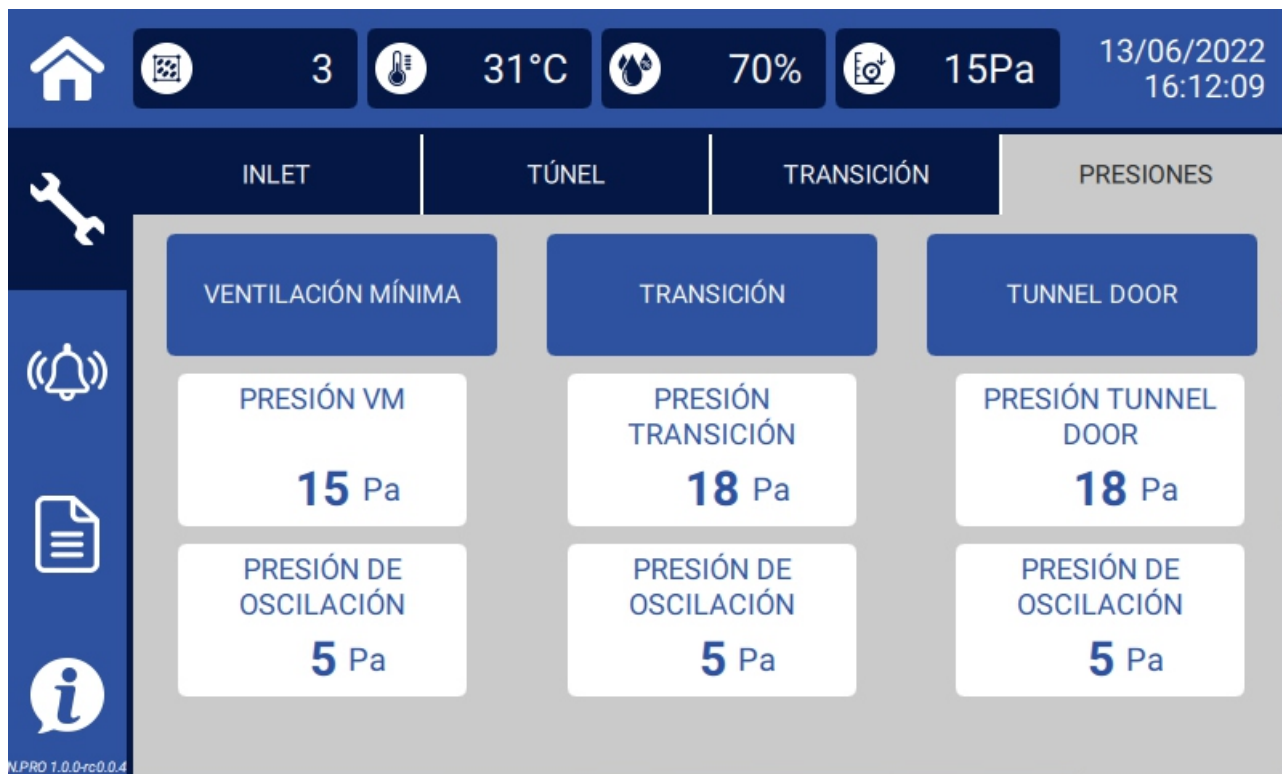 3
31°C
70%
15Pa
13/06/2022
16:12:09
INLET
TÚNEL
TRANSICIÓN
PRESIONES
VENTILACIÓN MÍNIMA
TRANSICIÓN
TUNNEL DOOR
PRESIÓN VM
15 Pa
PRESIÓN
TRANSICIÓN
18 Pa
PRESIÓN TUNNEL
DOOR
18 Pa
PRESIÓN DE
OSCILACIÓN
5 Pa
PRESIÓN DE
OSCILACIÓN
5 Pa
PRESIÓN DE
OSCILACIÓN
5 Pa
N.PRO 1.0.0-rc0.0.4